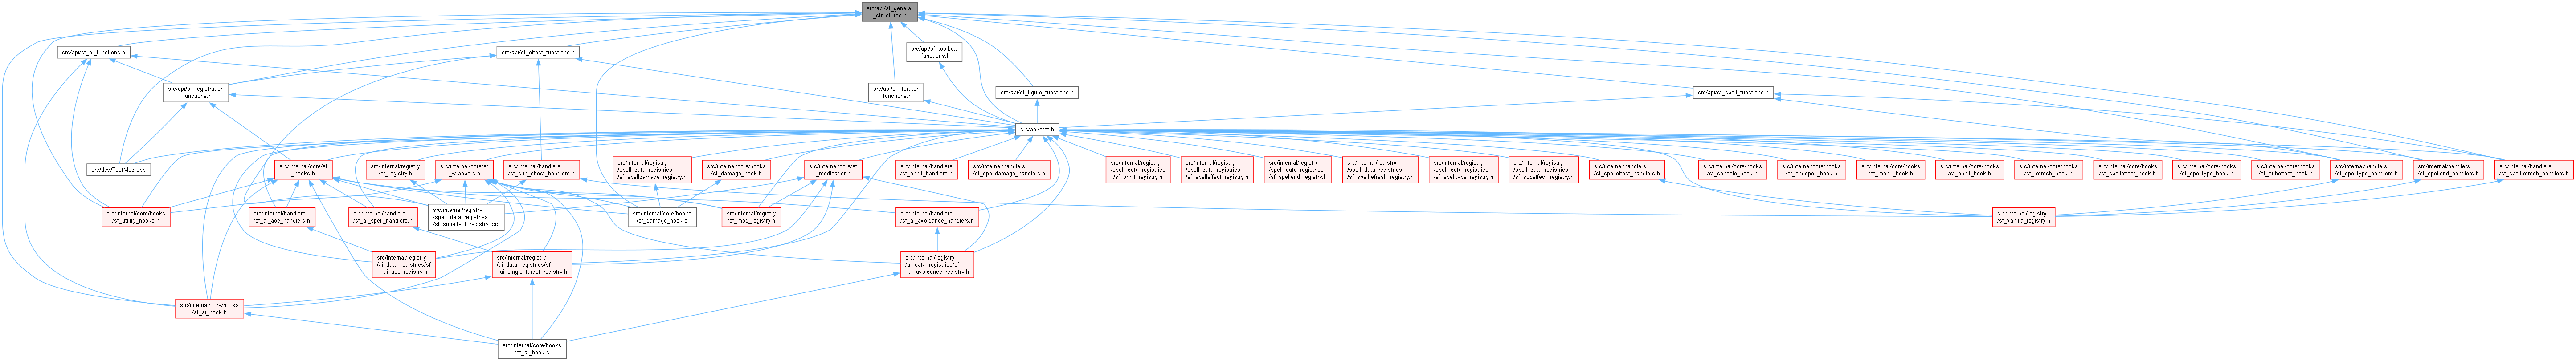 src/api/sf_general
_structures.h
src/api/sf_ai_functions.h
src/api/sf_effect_functions.h
src/api/sf_toolbox
_functions.h
src/api/sf_registration
_functions.h
src/api/sf_iterator
_functions.h
src/api/sf_figure_functions.h
src/api/sf_spell_functions.h
src/api/sfsf.h
src/dev/TestMod.cpp
src/internal/core/sf
_hooks.h
src/internal/registry
/sf_registry.h
src/internal/core/sf
_wrappers.h
src/internal/handlers
/sf_sub_effect_handlers.h
src/internal/registry
/spell_data_registries
/sf_spelldamage_registry.h
src/internal/core/hooks
/sf_damage_hook.h
src/internal/core/sf
_modloader.h
src/internal/handlers
/sf_onhit_handlers.h
src/internal/handlers
/sf_spelldamage_handlers.h
src/internal/registry
/spell_data_registries
/sf_onhit_registry.h
src/internal/registry
/spell_data_registries
/sf_spelleffect_registry.h
src/internal/registry
/spell_data_registries
/sf_spellend_registry.h
src/internal/registry
/spell_data_registries
/sf_spellrefresh_registry.h
src/internal/registry
/spell_data_registries
/sf_spelltype_registry.h
src/internal/registry
/spell_data_registries
/sf_subeffect_registry.h
src/internal/handlers
/sf_spelleffect_handlers.h
src/internal/core/hooks
/sf_console_hook.h
src/internal/core/hooks
/sf_endspell_hook.h
src/internal/core/hooks
/sf_menu_hook.h
src/internal/core/hooks
/sf_onhit_hook.h
src/internal/core/hooks
/sf_refresh_hook.h
src/internal/core/hooks
/sf_spelleffect_hook.h
src/internal/core/hooks
/sf_spelltype_hook.h
src/internal/core/hooks
/sf_subeffect_hook.h
src/internal/handlers
/sf_spelltype_handlers.h
src/internal/handlers
/sf_spellend_handlers.h
src/internal/handlers
/sf_spellrefresh_handlers.h
src/internal/core/hooks
/sf_utility_hooks.h
src/internal/handlers
/sf_ai_aoe_handlers.h
src/internal/handlers
/sf_ai_spell_handlers.h
src/internal/registry
/spell_data_registries
/sf_subeffect_registry.cpp
src/internal/core/hooks
/sf_damage_hook.c
src/internal/registry
/sf_mod_registry.h
src/internal/handlers
/sf_ai_avoidance_handlers.h
src/internal/registry
/sf_vanilla_registry.h
src/internal/registry
/ai_data_registries/sf
_ai_aoe_registry.h
src/internal/registry
/ai_data_registries/sf
_ai_single_target_registry.h
src/internal/registry
/ai_data_registries/sf
_ai_avoidance_registry.h
src/internal/core/hooks
/sf_ai_hook.h
src/internal/core/hooks
/sf_ai_hook.c